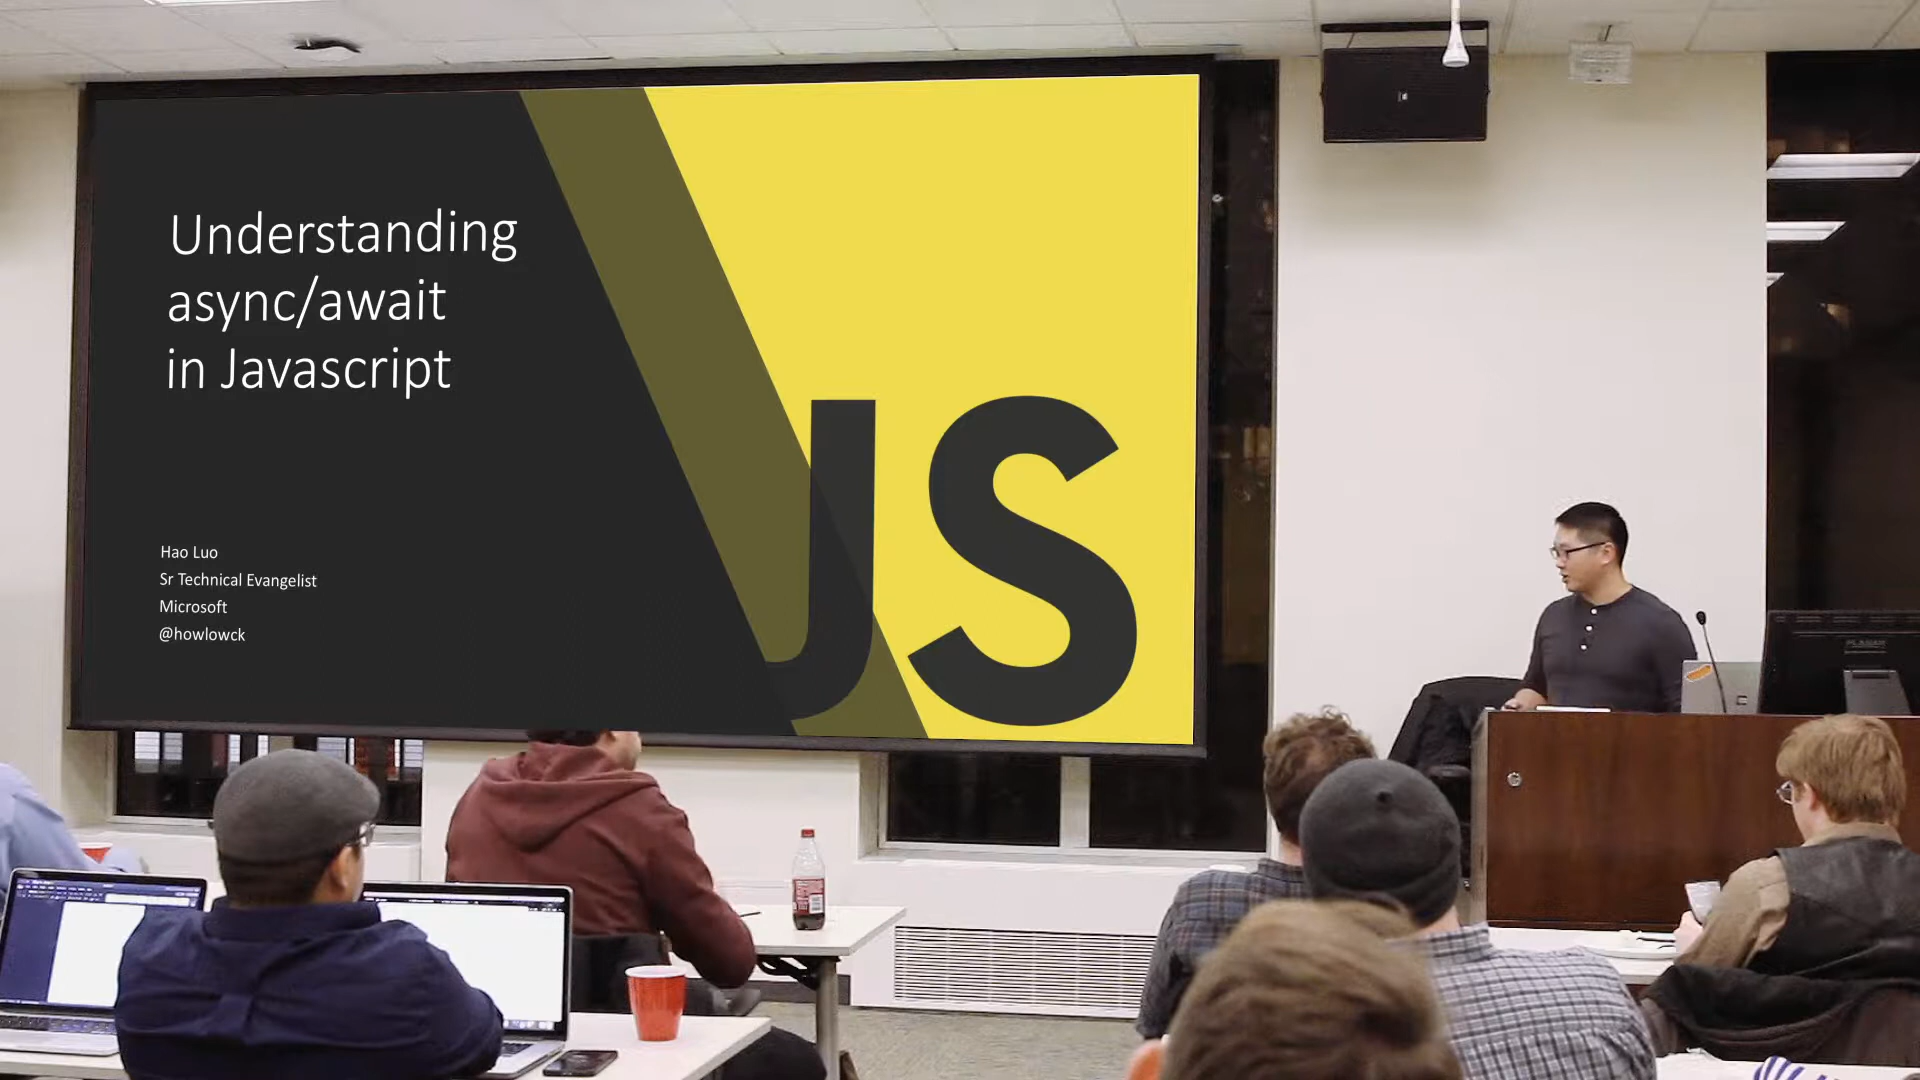 Understanding
async/await
in Javascript
Hao Luo
Sr Technical Evangelist
Microsoft
@howlowck
JS